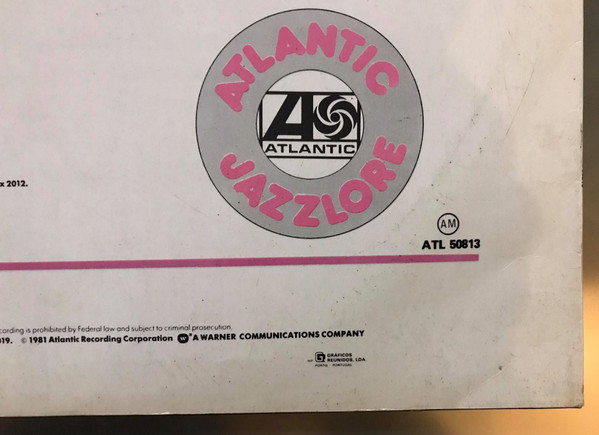 ATLANTIC
ATLANTIC
JAZZLORE
x 2012.
AM
ATL 50813
cording is prohibited by Federal law and subject to criminal prosecution.
019. © 1981 Atlantic Recording Corporation w ® A WARNER COMMUNICATIONS COMPANY
GRAFICOS
REUNIDOS, LDA.
PORTO - PORTUGAL